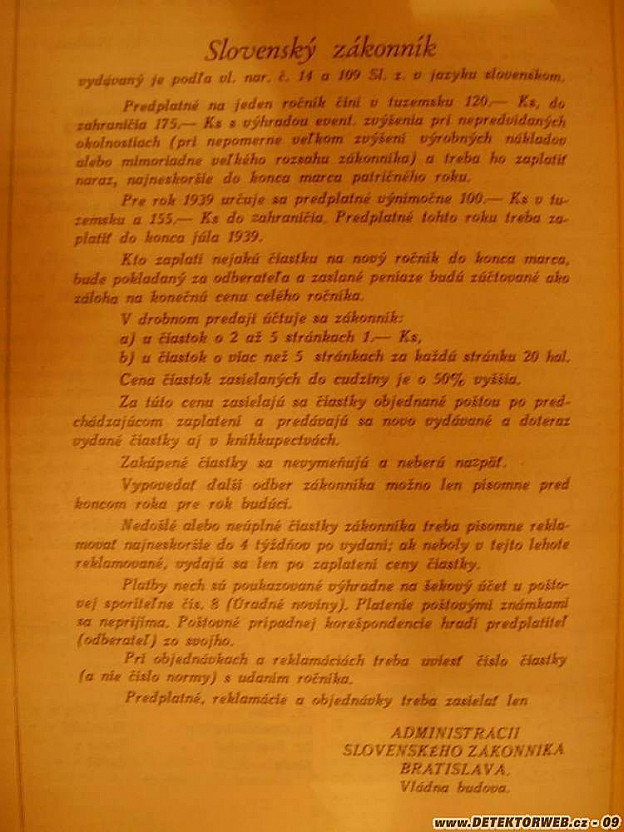 Slovenský zákonník
vydávaný je podľa vl. nar. č. 14 a 109 Sl. z. v jazyku slovenskom.
Predplatné na jeden ročník činí v tuzemsku 120.— Ks, do
zahraničia 175.— Ks s výhradou event. zvýšenia pri nepredvídaných
okolnostiach (pri nepomerne veľkom zvýšení výrobných nákladov
alebo mimoriadne veľkého rozsahu zákonníka) a treba ho zaplatiť
naraz, najneskoršie do konca marca patričného roku.
Pre rok 1939 určuje sa predplatné výnimočne 100.— Ks v tu-
zemsku a 155.— Ks do zahraničia. Predplatné tohto roku treba za-
platiť do konca júla 1939.
Kto zaplatí nejakú čiastku na nový ročník do konca marca,
bude pokladaný za odberateľa a zaslané peniaze budú zúčtované ako
záloha na konečnú cenu celého ročníka.
V drobnom predaji účtuje sa zákonník:
a) u čiastok o 2 až 5 stránkach 1.— Ks,
b) u čiastok o viac než 5 stránkach za každú stránku 20 hal.
Cena čiastok zasielaných do cudziny je o 50% vyššia.
Za túto cenu zasielajú sa čiastky objednané poštou po pred-
chádzajúcom zaplatení a predávajú sa novo vydávané a doteraz
vydané čiastky aj v kníhkupectvách.
Zakúpené čiastky sa nevymeňujú a neberú nazpäť.
Vypovedať ďalší odber zákonníka možno len písomne pred
koncom roka pre rok budúci.
Nedošlé alebo neúplné čiastky zákonníka treba písomne rekla-
movať najneskoršie do 4 týždňov po vydaní; ak neboly v tejto lehote
reklamované, vydajú sa len po zaplatení ceny čiastky.
Platby nech sú poukazované výhradne na šekový účet u pošto-
vej sporiteľne čís. 8 (Úradné noviny). Platenie poštovými známkami
sa neprijíma. Poštovné prípadnej korešpondencie hradí predplatiteľ
(odberateľ) zo svojho.
Pri objednávkach a reklamáciách treba uviesť číslo čiastky
(a nie číslo normy) s udaním ročníka.
Predplatné, reklamácie a objednávky treba zasielať len
ADMINISTRACII
SLOVENSKÉHO ZÁKONNÍKA
BRATISLAVA,
Vládna budova.
www.DETEKTORWEB.cz - 09